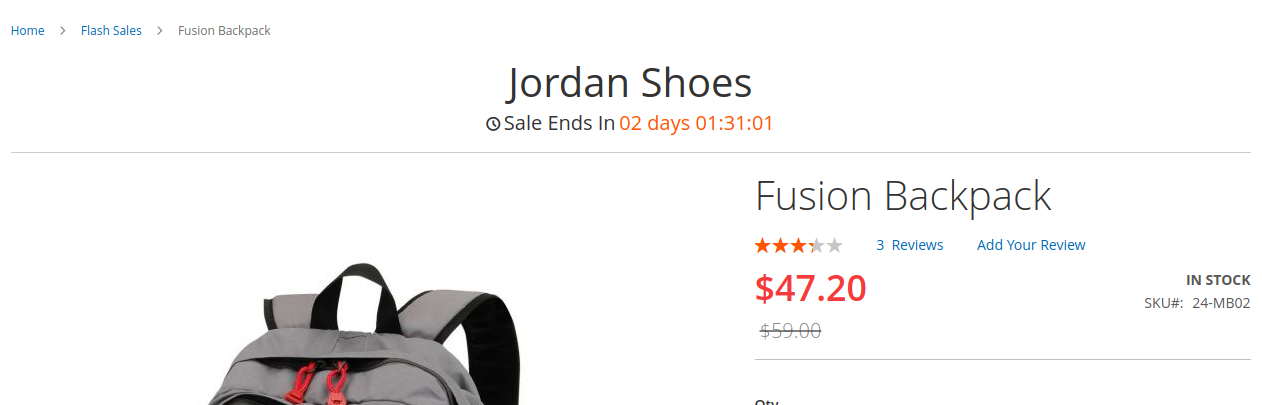 Home > Flash Sales > Fusion Backpack
Jordan Shoes
Sale Ends In 02 days 01:31:01
Fusion Backpack
3 Reviews Add Your Review
$47.20
IN STOCK
SKU#: 24-MB02
$59.00
Qty